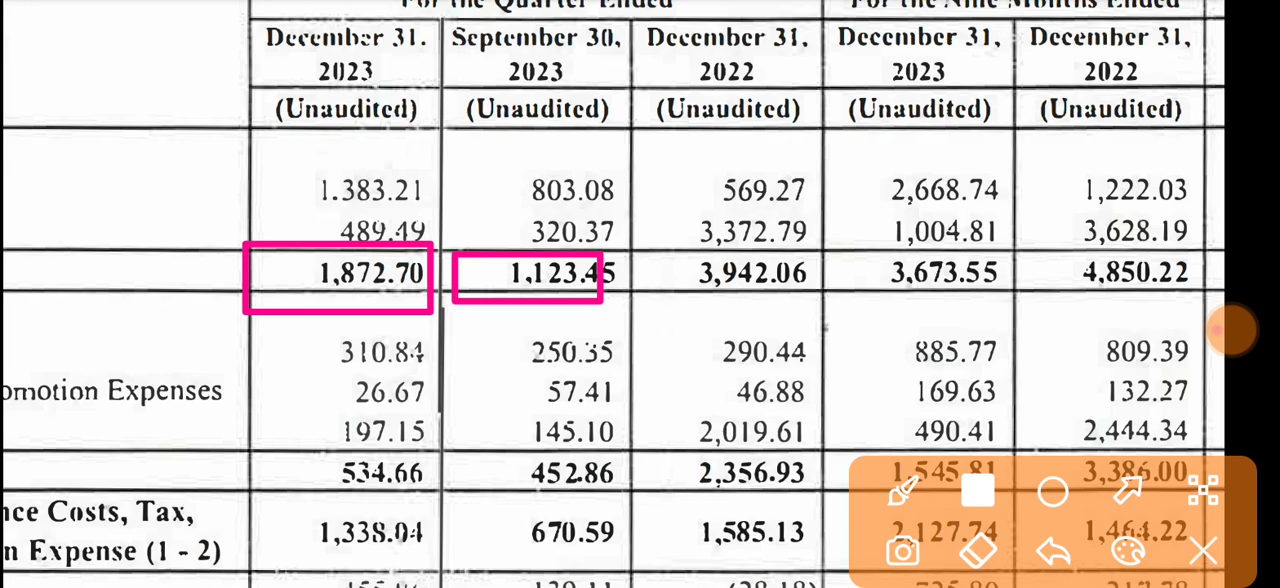 For the Quarter Ended For the Nine Months Ended
December 31. September 30, December 31, December 31, December 31,
2023 2023 2022 2023 2022
(Unaudited) (Unaudited) (Unaudited) (Unaudited) (Unaudited)
1.383.21 803.08 569.27 2,668.74 1,222.03
489.49 320.37 3,372.79 1,004.81 3,628.19
1,872.70 1,123.45 3,942.06 3,673.55 4,850.22
310.84 250.35 290.44 885.77 809.39
omotion Expenses 26.67 57.41 46.88 169.63 132.27
197.15 145.10 2,019.61 490.41 2,444.34
534.66 452.86 2,356.93 1,545.81 3,386.00
nce Costs, Tax,
n Expense (1 - 2) 1,338.04 670.59 1,585.13 2,127.74 1,464.22